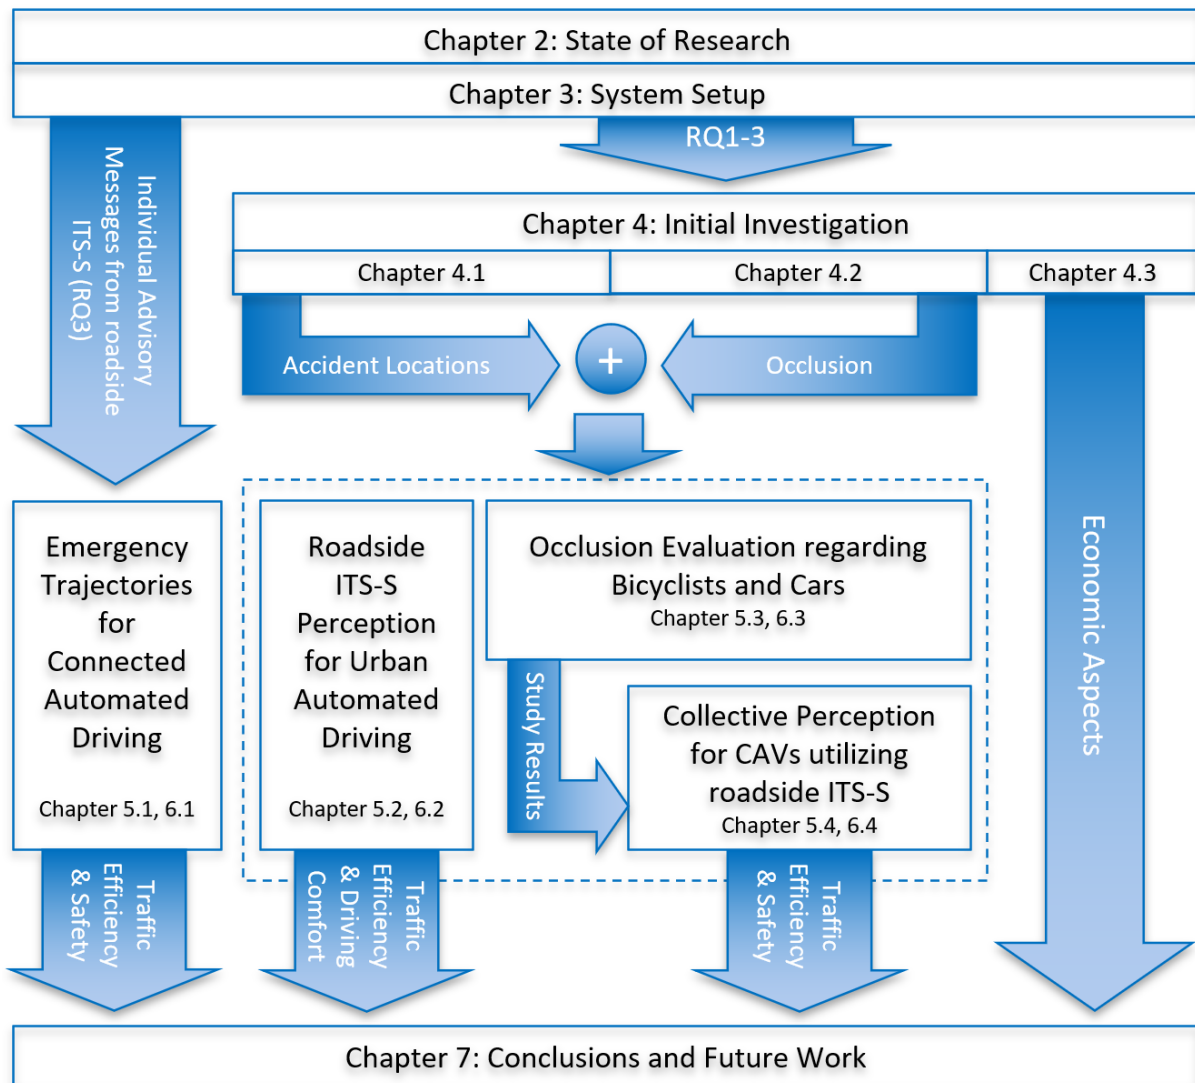 Chapter 2: State of Research
Chapter 3: System Setup
Individual Advisory
Messages from roadside
ITS-S (RQ3)
RQ1-3
Chapter 4: Initial Investigation
Chapter 4.1
Chapter 4.2
Chapter 4.3
Accident Locations
+
Occlusion
Economic Aspects
Emergency
Trajectories
for
Connected
Automated
Driving
Chapter 5.1, 6.1
Roadside
ITS-S
Perception
for Urban
Automated
Driving
Chapter 5.2, 6.2
Occlusion Evaluation regarding
Bicyclists and Cars
Chapter 5.3, 6.3
Study Results
Collective Perception
for CAVs utilizing
roadside ITS-S
Chapter 5.4, 6.4
Traffic
Efficiency
& Safety
Traffic
Efficiency
& Driving
Comfort
Traffic
Efficiency
& Safety
Chapter 7: Conclusions and Future Work